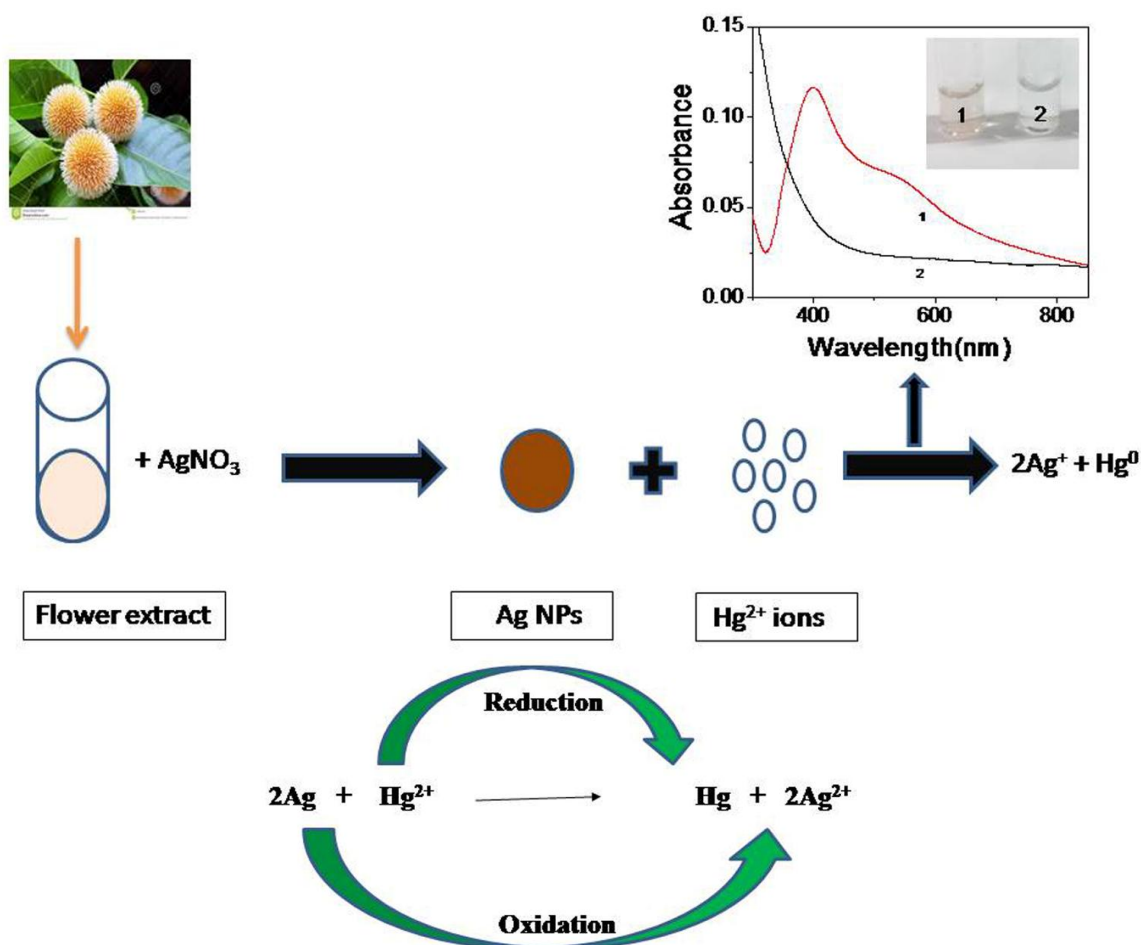 0.15
0.10
0.05
0.00
Absorbance
1
2
1
2
400
600
800
Wavelength(nm)
+ AgNO₃
2Ag⁺ + Hg⁰
Flower extract
Ag NPs
Hg²⁺ ions
Reduction
2Ag + Hg²⁺
Hg + 2Ag²⁺
Oxidation